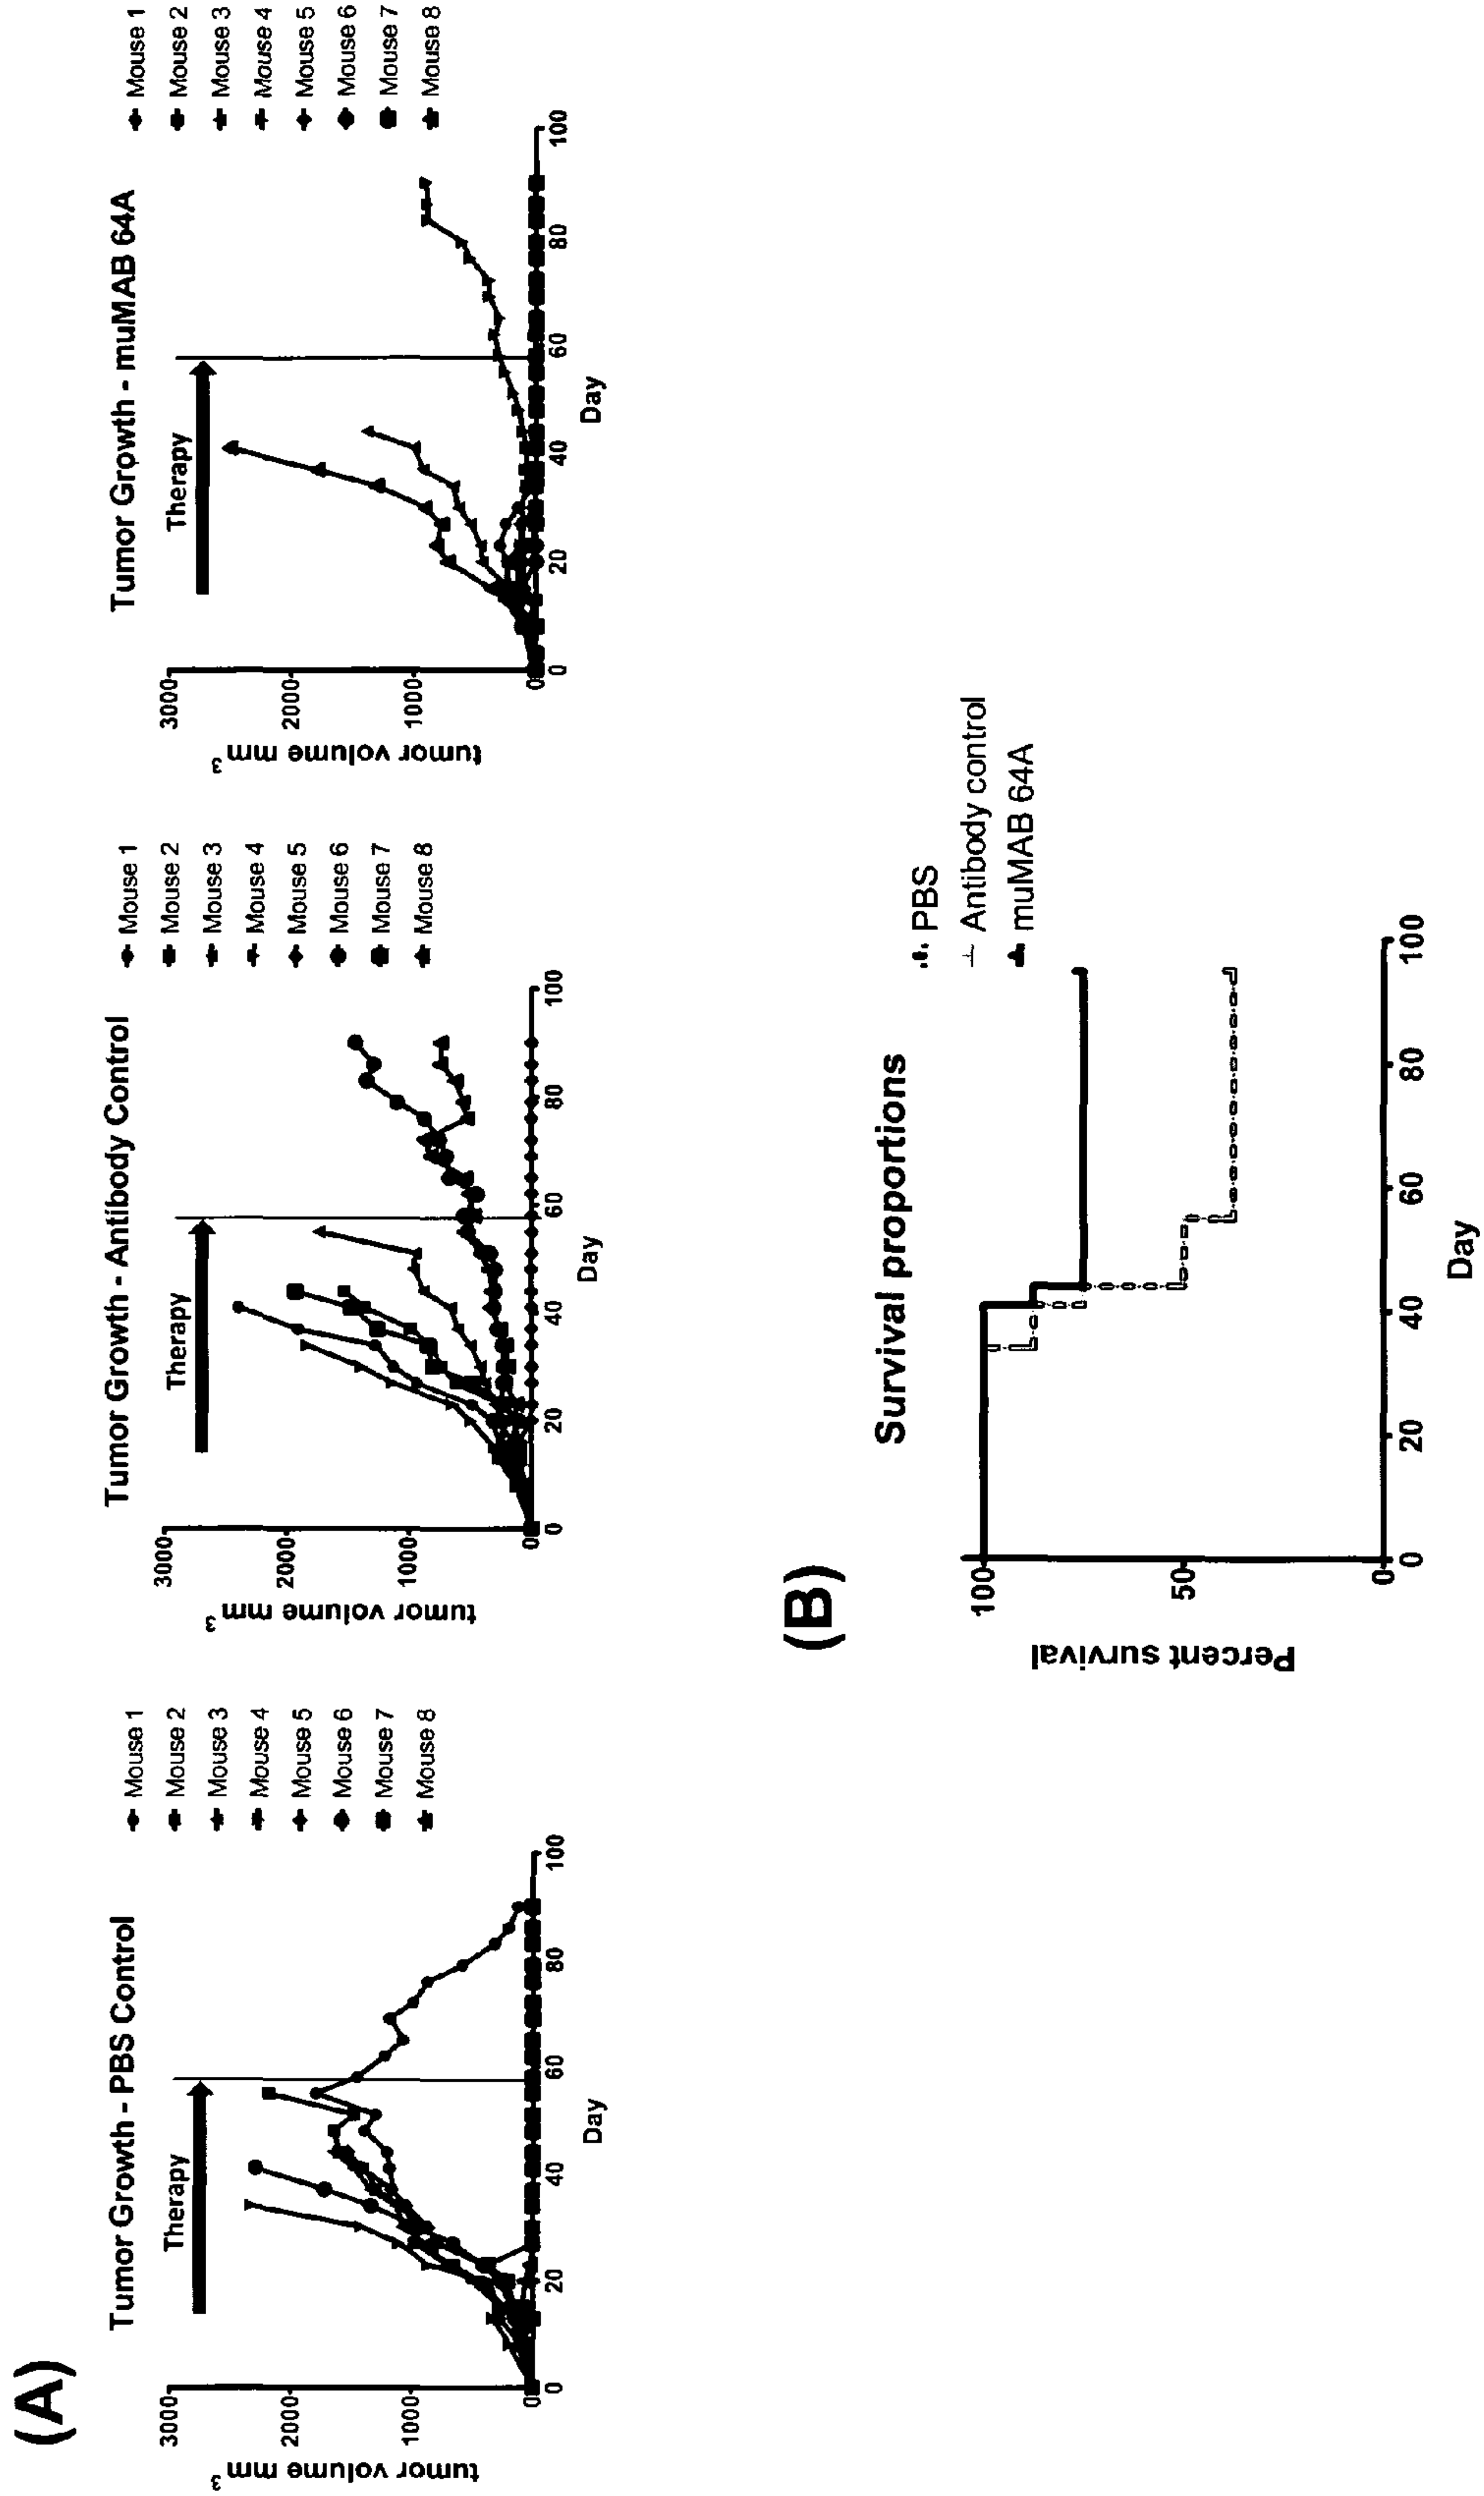 (A)
Tumor Growth - PBS Control
Therapy
tumor volume mm³
3000
2000
1000
0
0 20 40 60 80 100
Day
Mouse 1
Mouse 2
Mouse 3
Mouse 4
Mouse 5
Mouse 6
Mouse 7
Mouse 8
Tumor Growth - Antibody Control
Therapy
tumor volume mm³
3000
2000
1000
0
0 20 40 60 80 100
Day
Mouse 1
Mouse 2
Mouse 3
Mouse 4
Mouse 5
Mouse 6
Mouse 7
Mouse 8
Tumor Growth - muMAB 64A
Therapy
tumor volume mm³
3000
2000
1000
0
0 20 40 60 80 100
Day
Mouse 1
Mouse 2
Mouse 3
Mouse 4
Mouse 5
Mouse 6
Mouse 7
Mouse 8
(B)
Survival proportions
Percent survival
100
50
0
0 20 40 60 80 100
Day
PBS
Antibody control
muMAB 64A